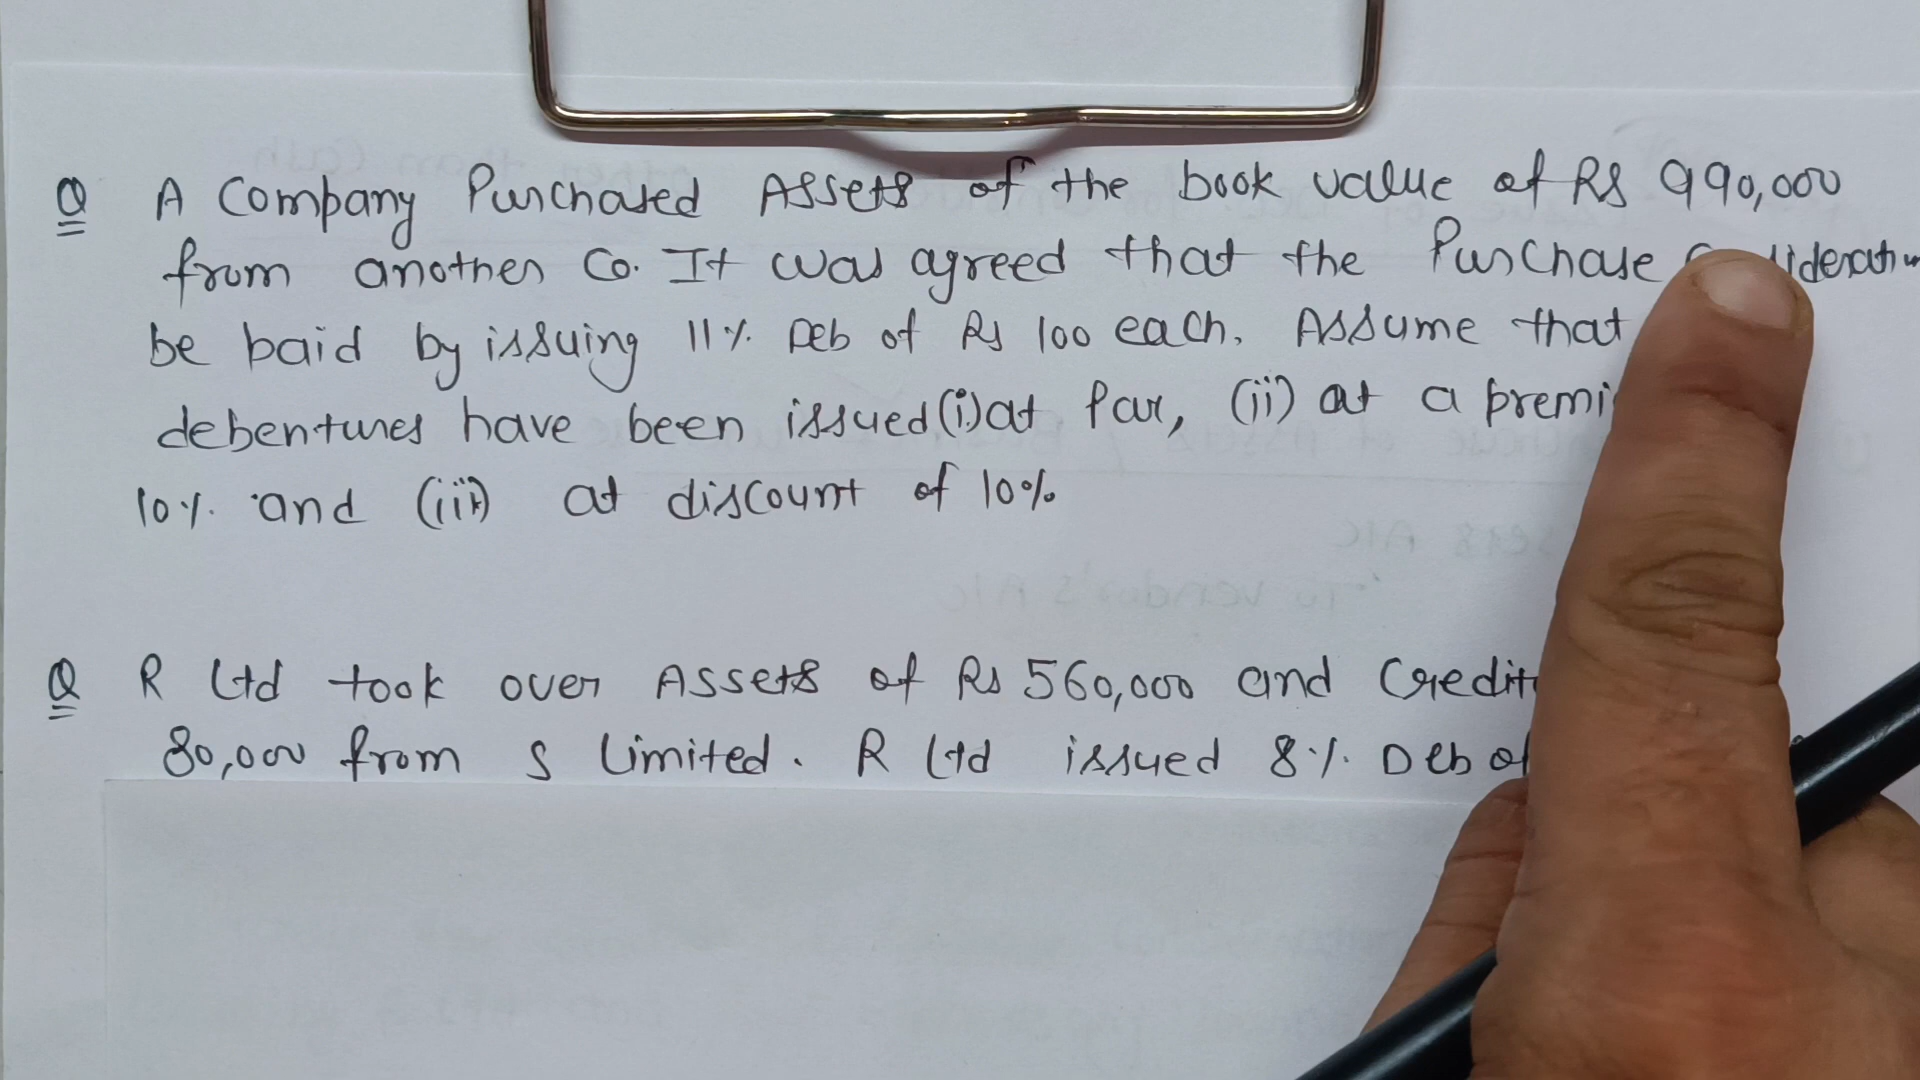 Q A Company Purchased Assets of the book value of Rs 990,000
from another Co. It was agreed that the Purchase
be paid by issuing 11% Deb of Rs 100 each. Assume that
debentures have been issued (i) at Par, (ii) at a premi
10% and (iii) at discount of 10%
Q R Ltd took over Assets of Rs 560,000 and Credit
80,000 from S Limited. R Ltd issued 8% Deb of